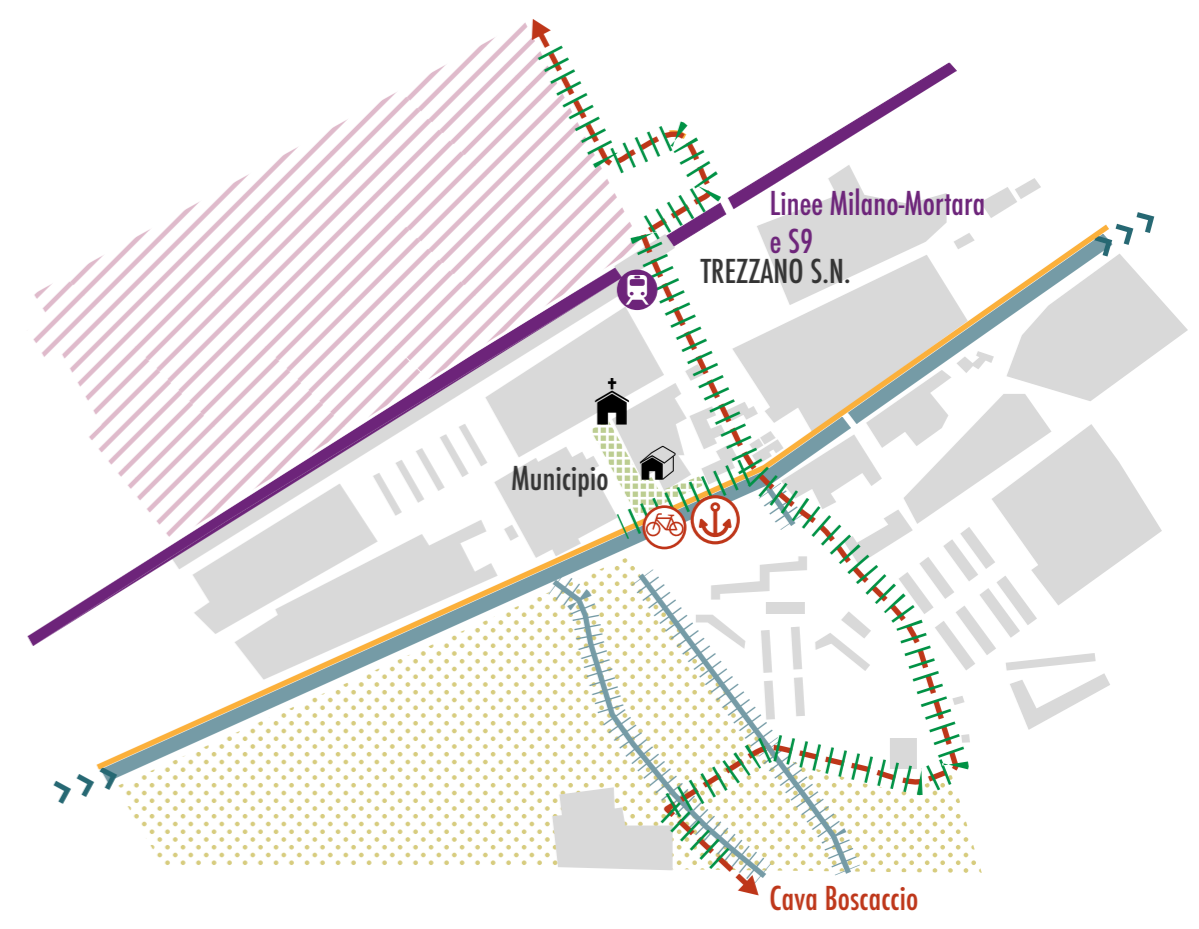 Linee Milano-Mortara
e S9
TREZZANO S.N.
Municipio
Cava Boscaccio